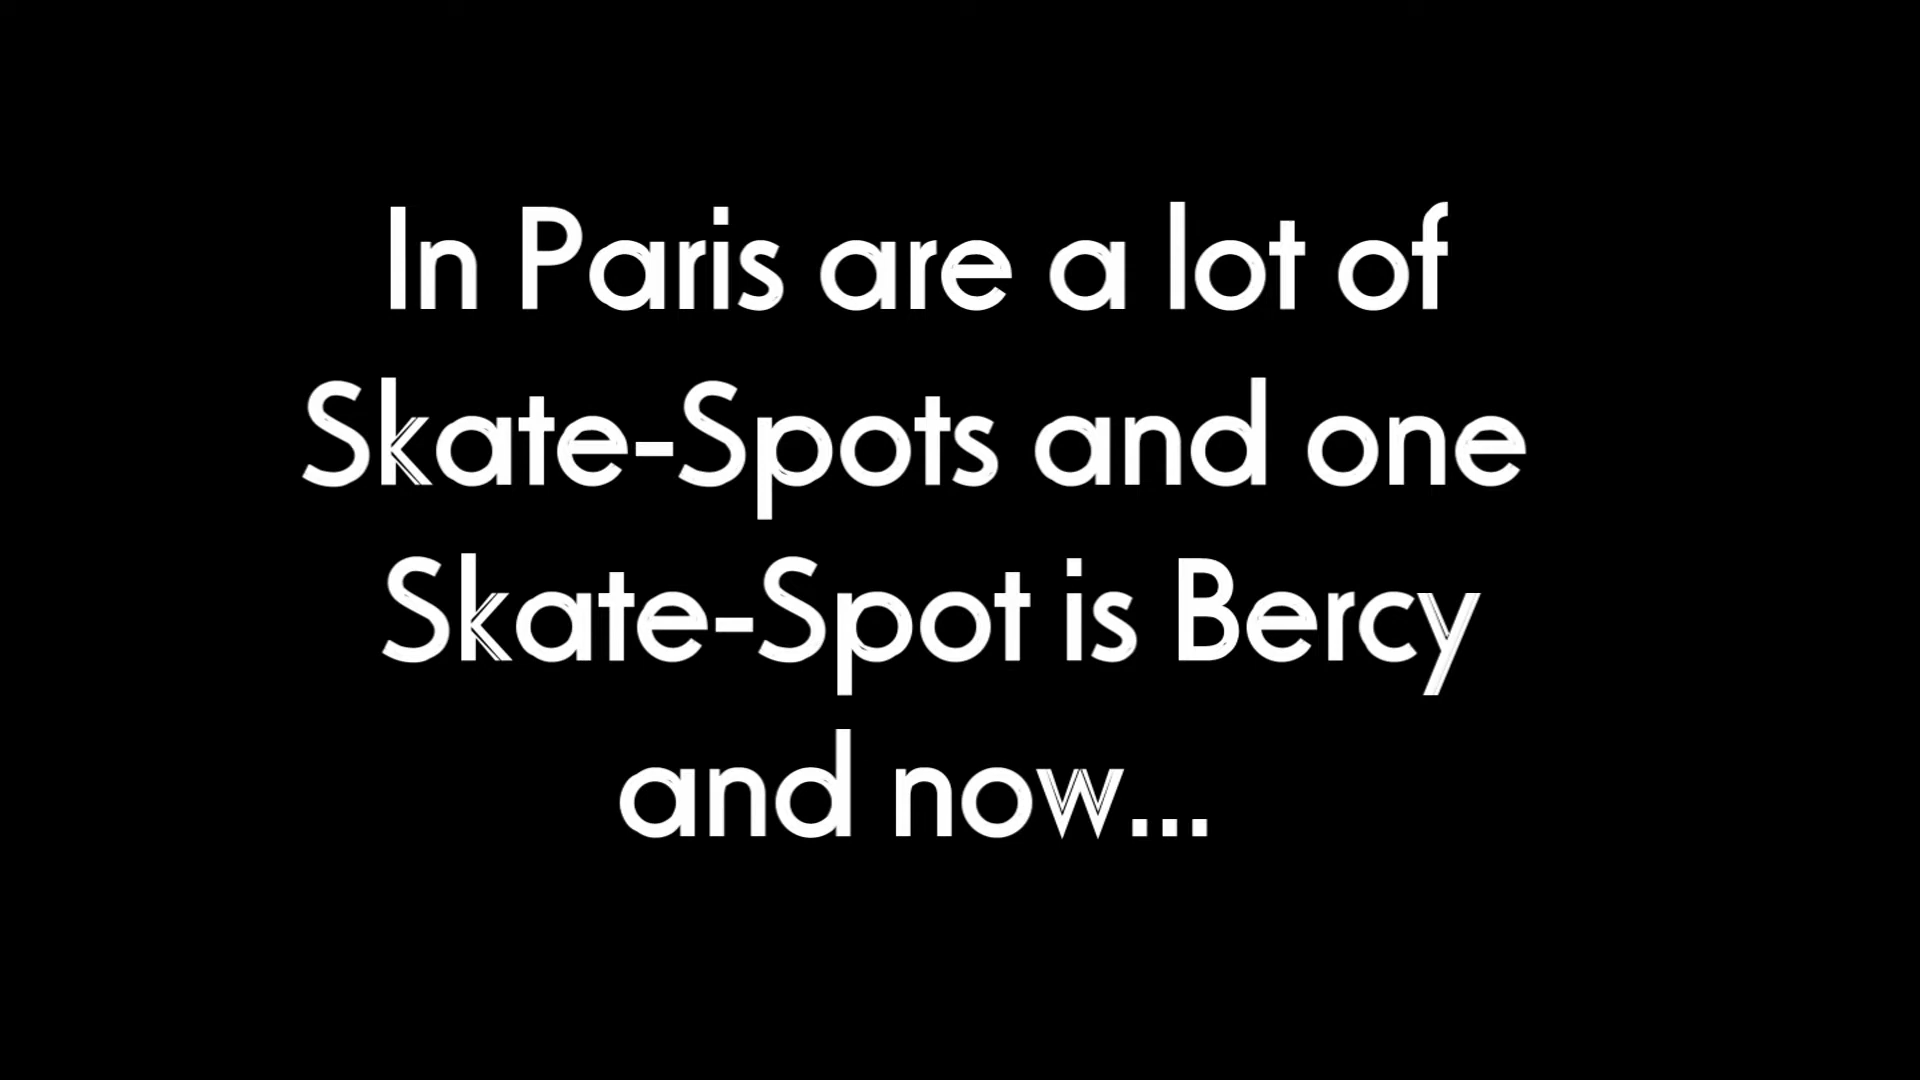 In Paris are a lot of
Skate-Spots and one
Skate-Spot is Bercy
and now...